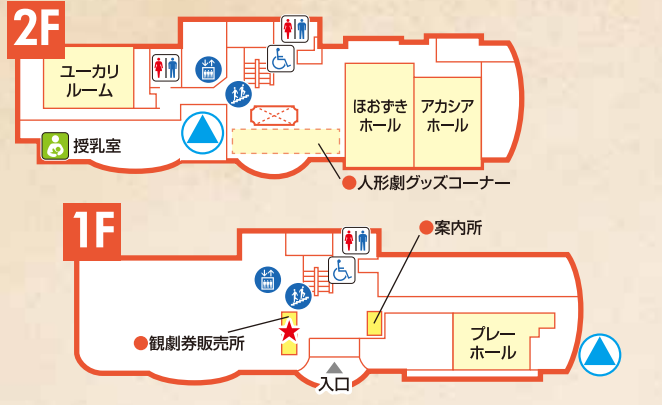 2F
ユーカリ
ルーム
ほおずき
ホール
アカシア
ホール
授乳室
●人形劇グッズコーナー
1F
●案内所
●観劇券販売所
プレー
ホール
入口